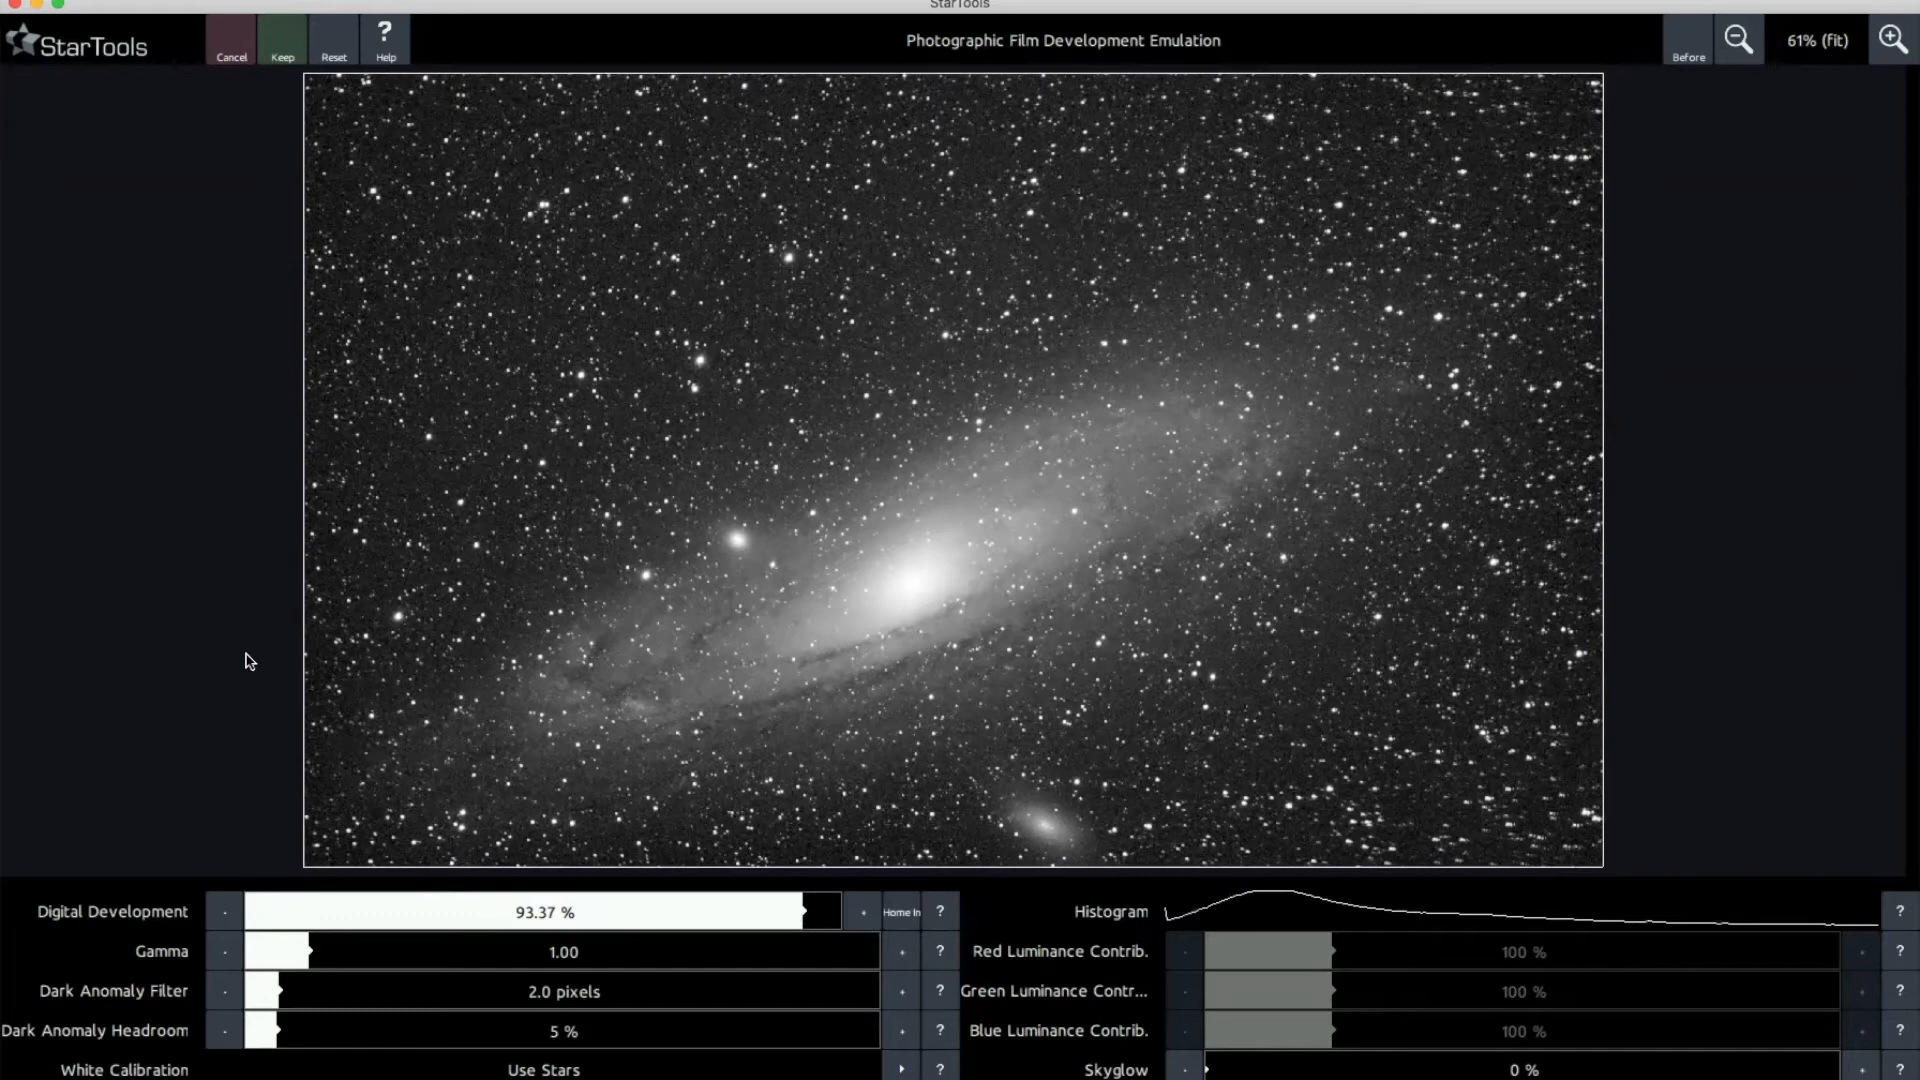 StarTools
StarTools
Cancel
Keep
Reset
?
Help
Photographic Film Development Emulation
Before
61% (fit)
Digital Development
-
93.37 %
+
Home In
?
Gamma
-
1.00
+
?
Dark Anomaly Filter
-
2.0 pixels
+
?
Dark Anomaly Headroom
-
5 %
+
?
White Calibration
Use Stars
?
Histogram
?
Red Luminance Contrib.
-
100 %
+
?
Green Luminance Contr...
-
100 %
+
?
Blue Luminance Contrib.
-
100 %
+
?
Skyglow
-
0 %
+
?